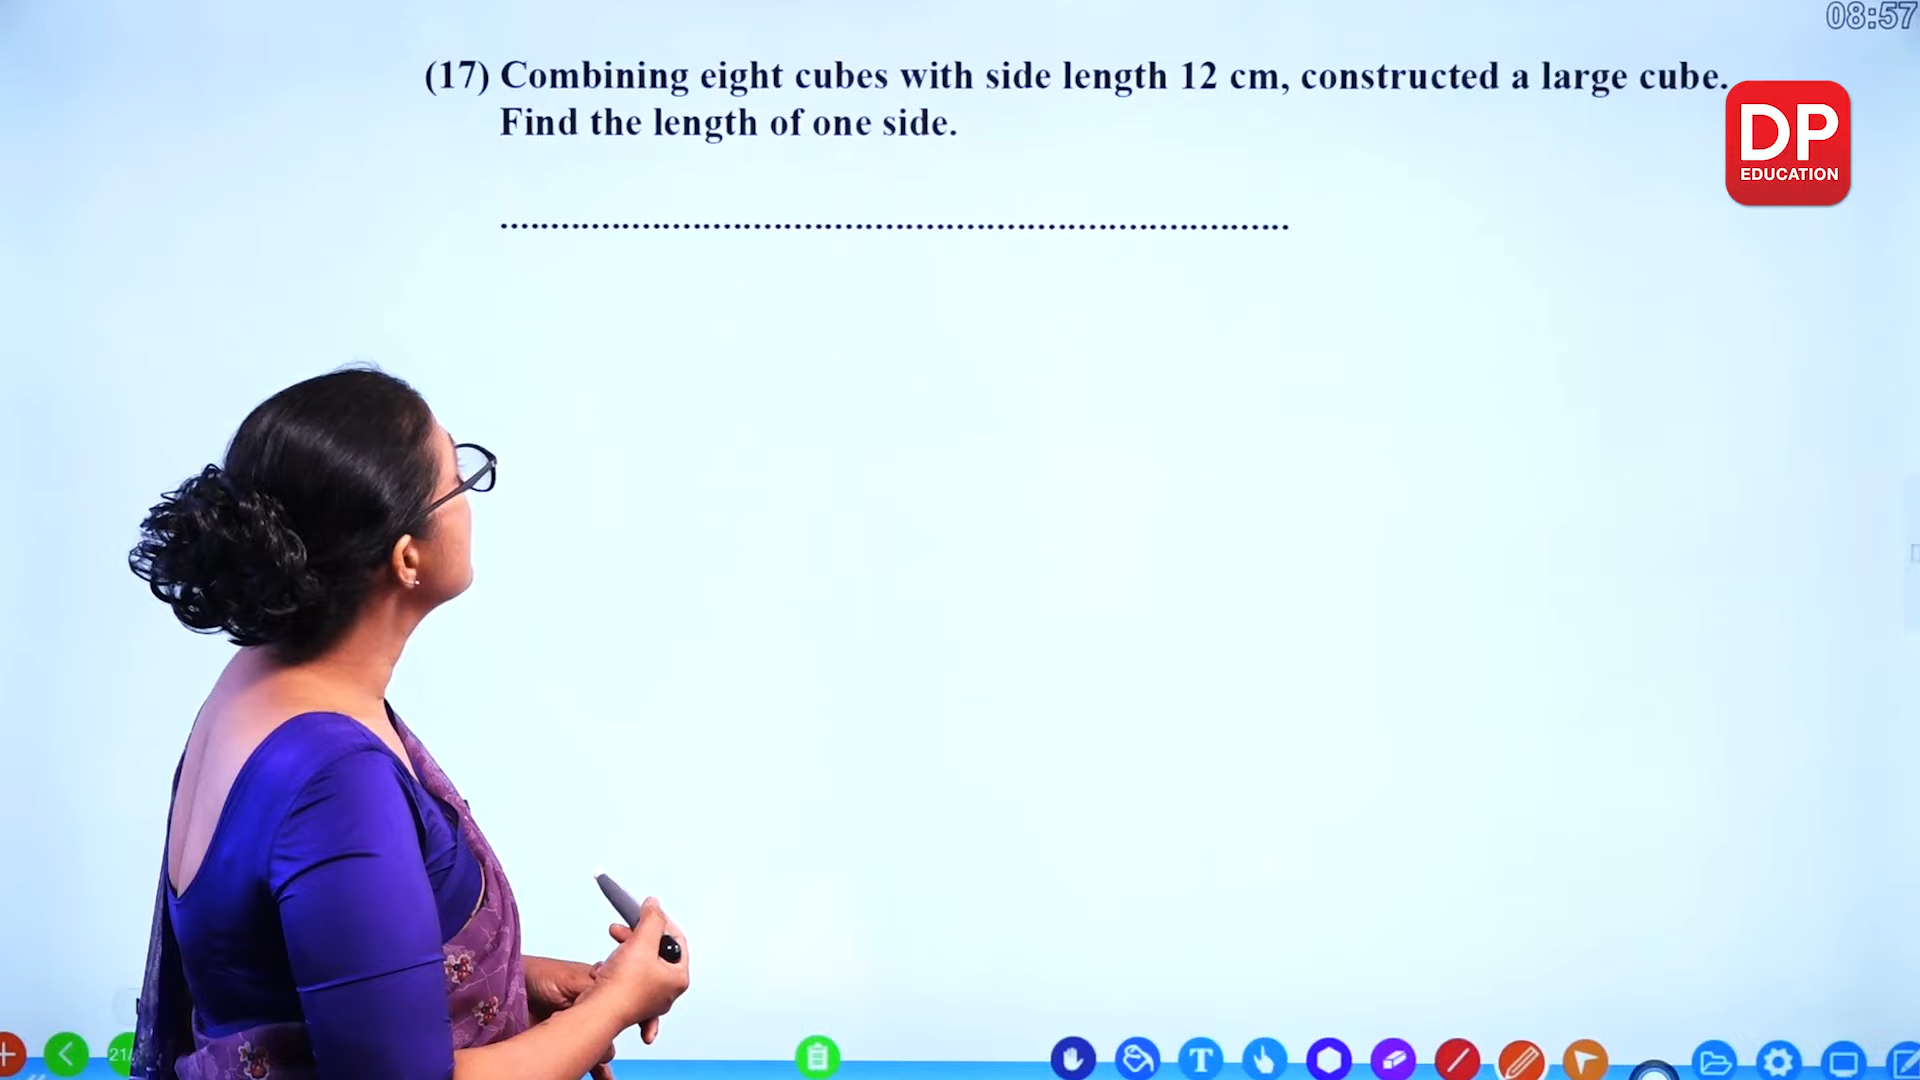 08:57
(17) Combining eight cubes with side length 12 cm, constructed a large cube.
Find the length of one side.
................................................................................
DP
EDUCATION
21/
T